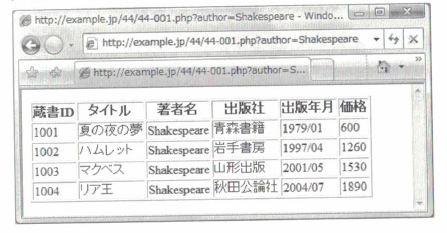 http://example.jp/44/44-001.php?author=Shakespeare - Windo...
http://example.jp/44/44-001.php?author=Shakespeare
http://example.jp/44/44-001.php?author=S...
蔵書ID タイトル 著者名 出版社 出版年月 価格
1001 夏の夜の夢 Shakespeare 青森書籍 1979/01 600
1002 ハムレット Shakespeare 岩手書房 1997/04 1260
1003 マクベス Shakespeare 山形出版 2001/05 1530
1004 リア王 Shakespeare 秋田公論社 2004/07 1890